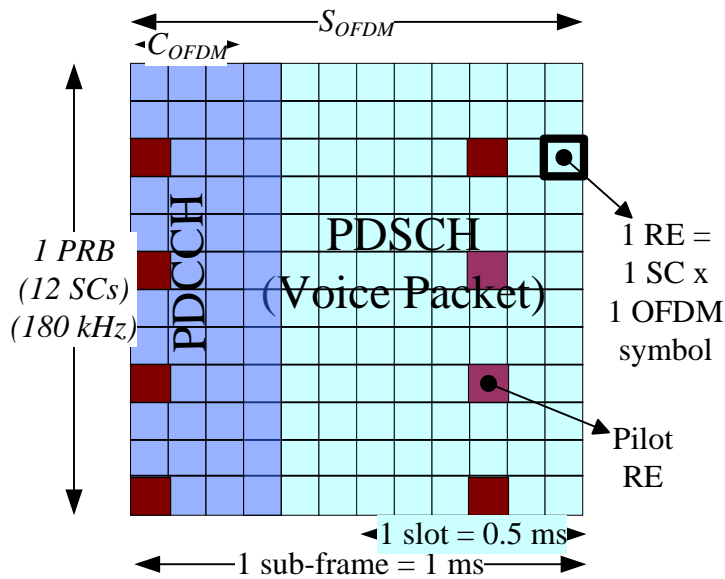 S_OFDM
C_OFDM
1 PRB
(12 SCs)
(180 kHz)
PDCCH
PDSCH
(Voice Packet)
1 RE =
1 SC x
1 OFDM
symbol
Pilot
RE
1 slot = 0.5 ms
1 sub-frame = 1 ms